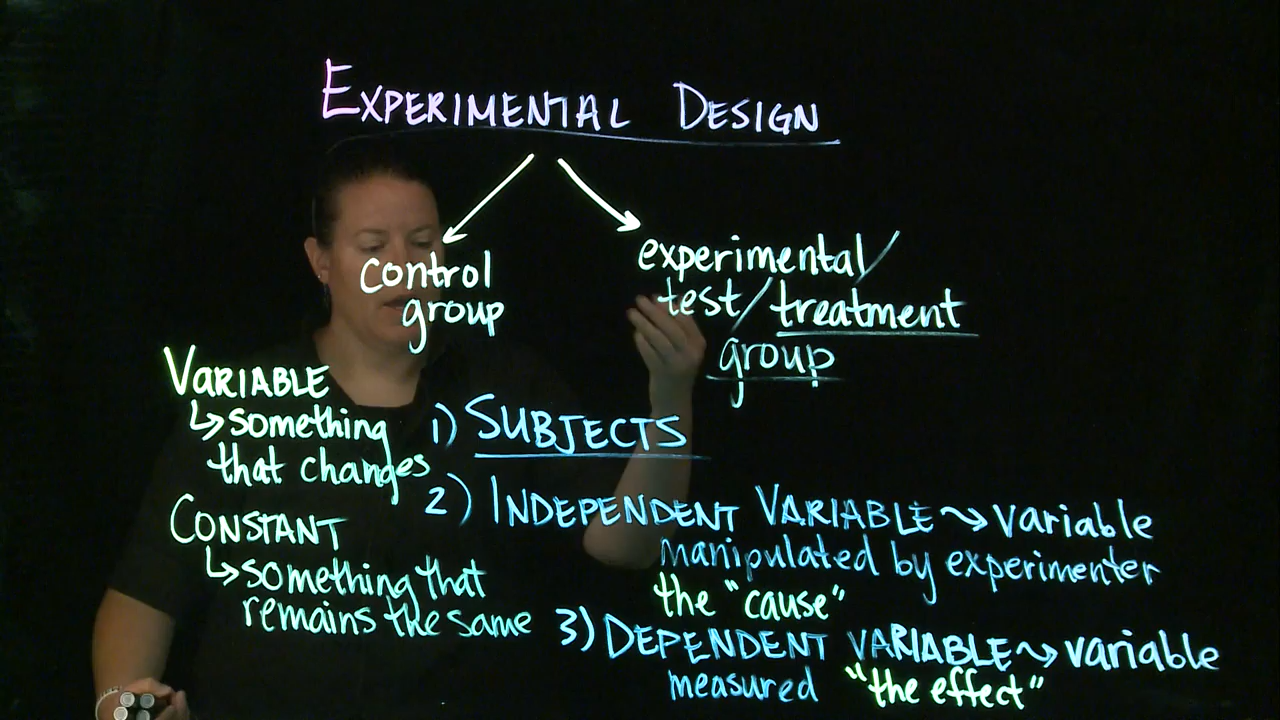 EXPERIMENTAL DESIGN
control
group
experimental/
test/treatment
group
VARIABLE
↳something
that changes
CONSTANT
↳something that
remains the same
1) SUBJECTS
2) INDEPENDENT VARIABLE ⇝ variable
manipulated by experimenter
the "cause"
3) DEPENDENT VARIABLE ⇝ variable
measured "the effect"